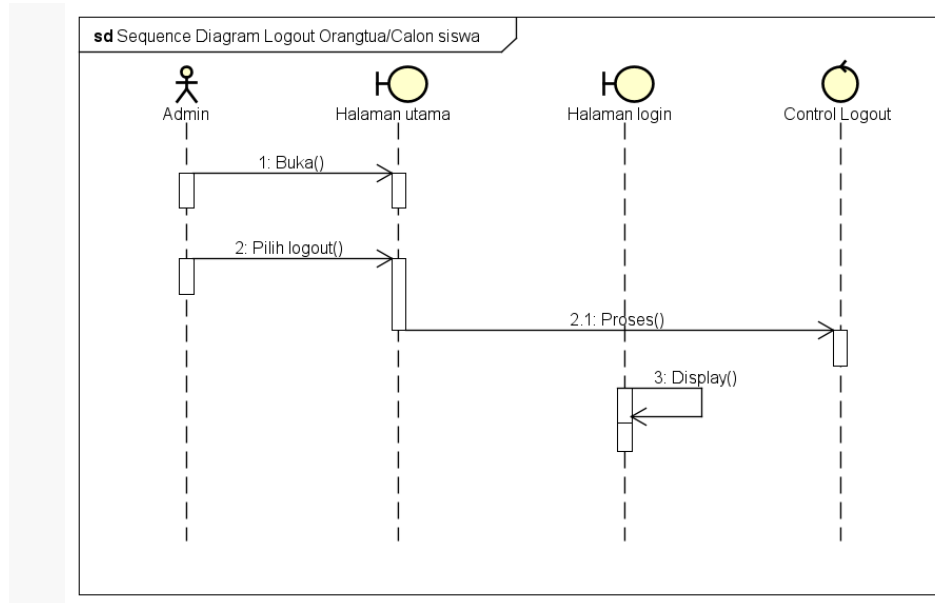 sd Sequence Diagram Logout Orangtua/Calon siswa
Admin
Halaman utama
Halaman login
Control Logout
1: Buka()
2: Pilih logout()
2.1: Proses()
3: Display()